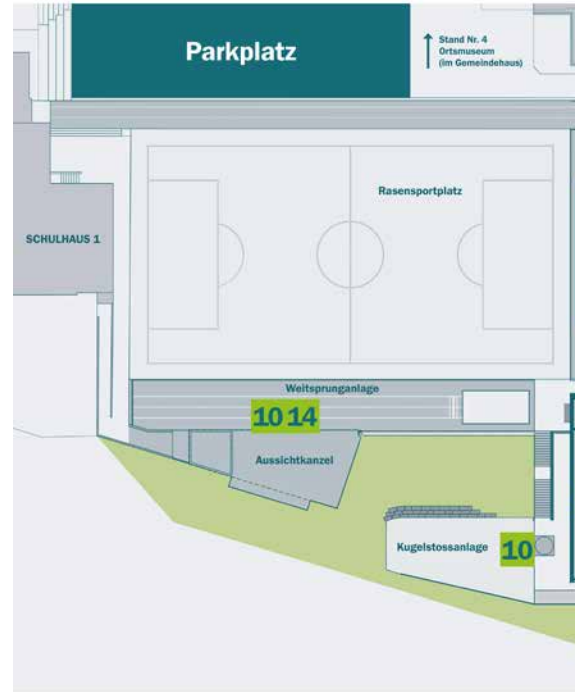 Parkplatz
Stand Nr. 4
Ortsmuseum
(im Gemeindehaus)
Rasensportplatz
SCHULHAUS 1
Weitsprunganlage
10 14
Aussichtkanzel
Kugelstossanlage
10